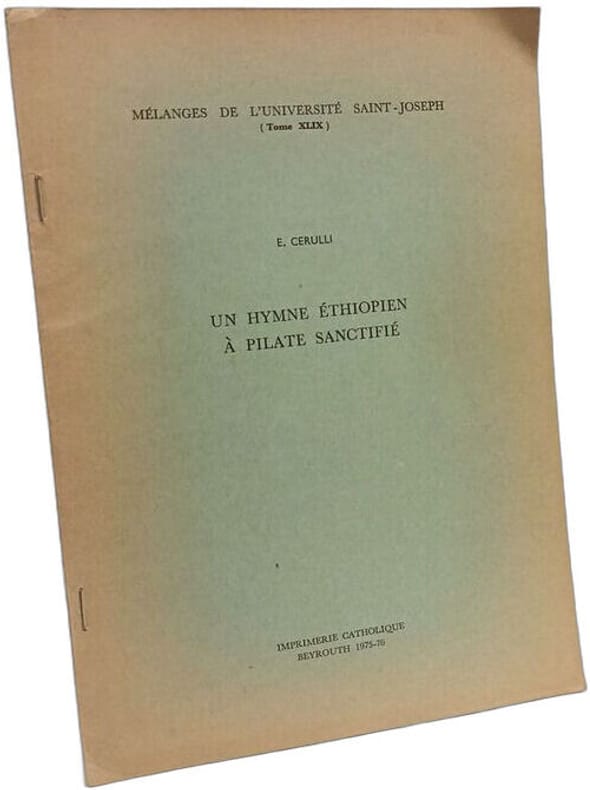 MÉLANGES DE L'UNIVERSITÉ SAINT-JOSEPH
( Tome XLIX )
E. CERULLI
UN HYMNE ÉTHIOPIEN
À PILATE SANCTIFIÉ
IMPRIMERIE CATHOLIQUE
BEYROUTH 1975-76